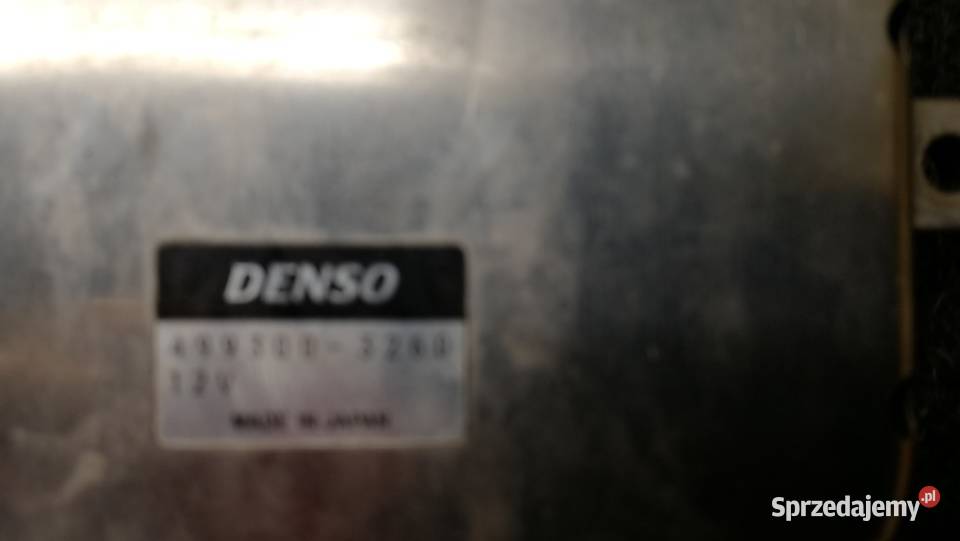 DENSO
12V
MADE IN JAPAN
Sprzedajemy.pl